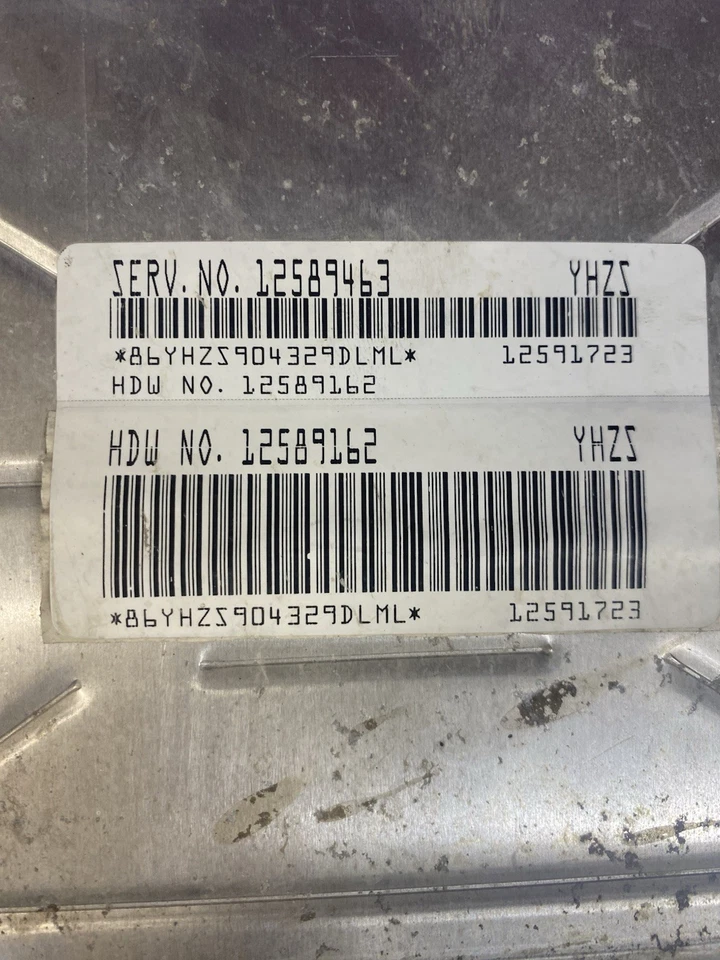 SERV. NO. 12589463 YHZS
*86YHZS904329DLML* 12591723
HDW NO. 12589162
HDW NO. 12589162 YHZS
*86YHZS904329DLML* 12591723